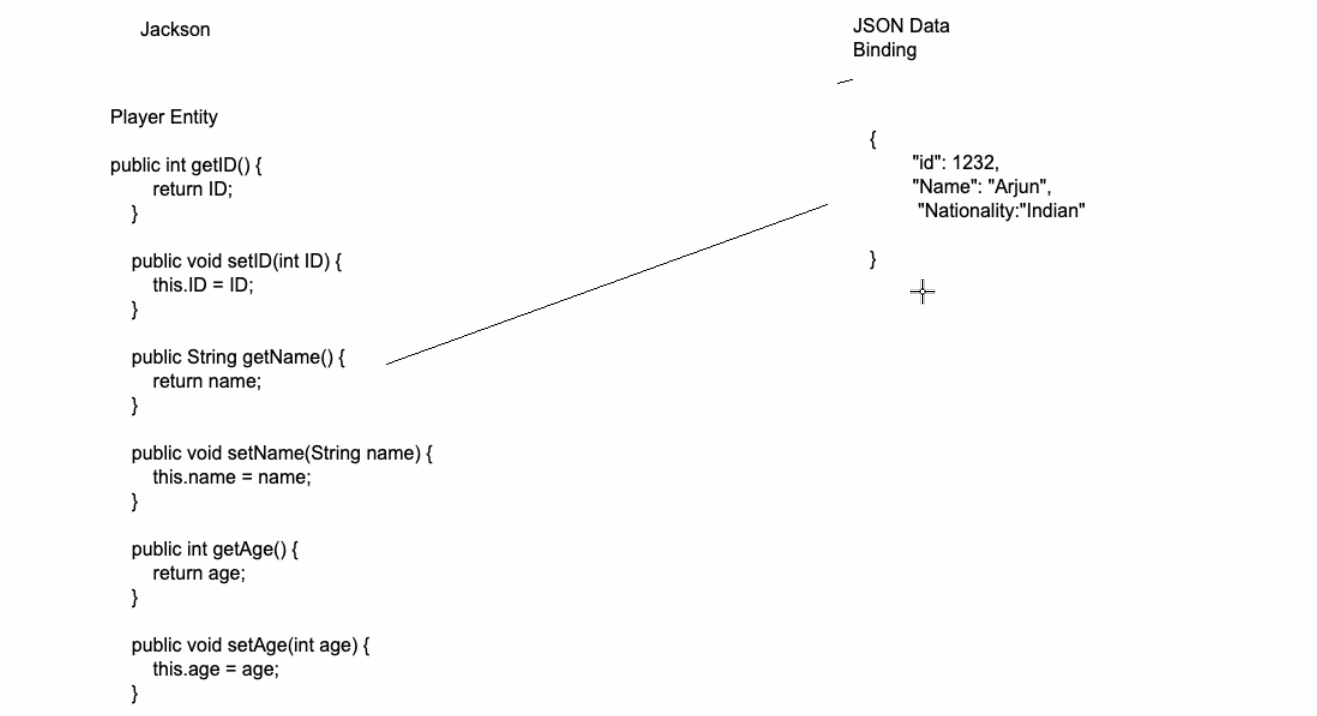 Jackson
Player Entity
public int getID() {
return ID;
}
public void setID(int ID) {
this.ID = ID;
}
public String getName() {
return name;
}
public void setName(String name) {
this.name = name;
}
public int getAge() {
return age;
}
public void setAge(int age) {
this.age = age;
}
JSON Data
Binding
{
"id": 1232,
"Name": "Arjun",
"Nationality:"Indian"
}